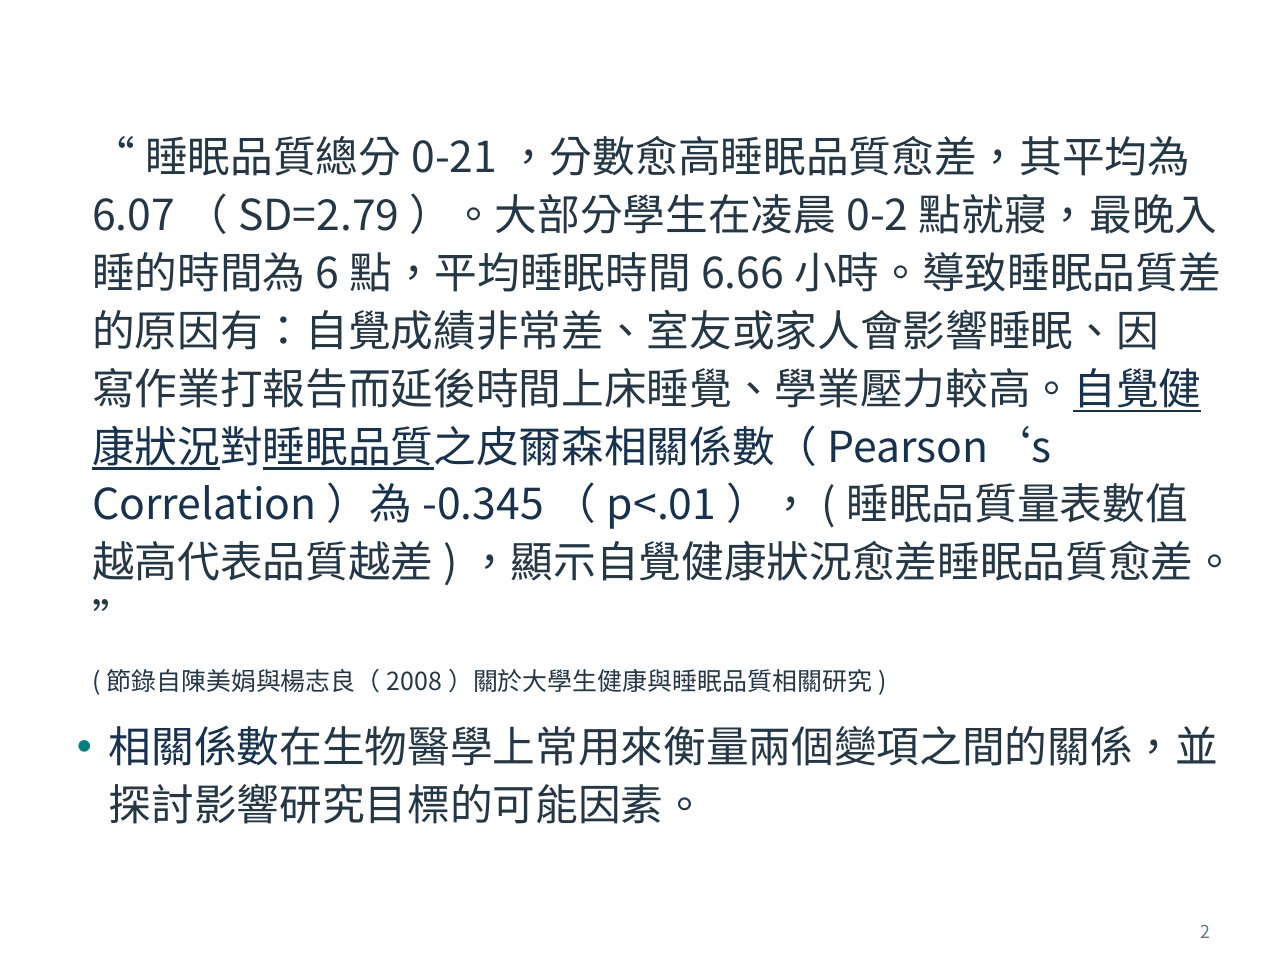 “ 睡眠品質總分 0-21 ，分數愈高睡眠品質愈差，其平均為
6.07 （ SD=2.79 ） 。大部分學生在凌晨 0-2 點就寢，最晚入
睡的時間為 6 點，平均睡眠時間 6.66 小時。導致睡眠品質差
的原因有：自覺成績非常差、室友或家人會影響睡眠、因
寫作業打報告而延後時間上床睡覺、學業壓力較高。自覺健
康狀況對睡眠品質之皮爾森相關係數（ Pearson ‘s
Correlation ）為 -0.345 （ p<.01 ） ， ( 睡眠品質量表數值
越高代表品質越差 ) ，顯示自覺健康狀況愈差睡眠品質愈差。
”
( 節錄自陳美娟與楊志良（ 2008 ）關於大學生健康與睡眠品質相關研究 )
• 相關係數在生物醫學上常用來衡量兩個變項之間的關係，並
探討影響研究目標的可能因素。
2